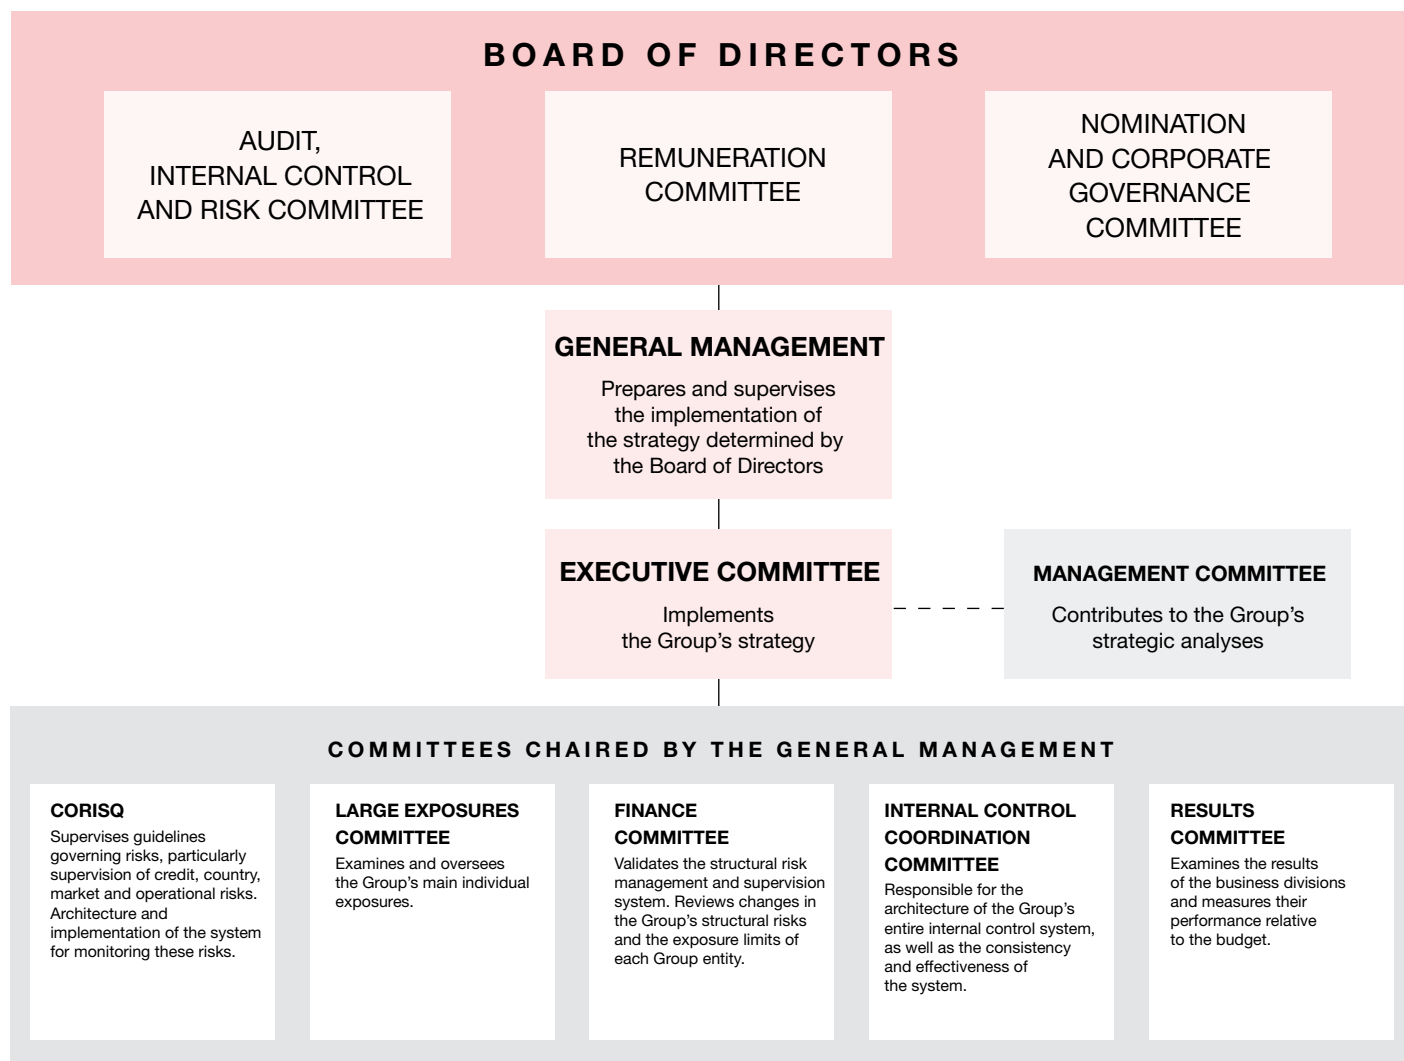 BOARD OF DIRECTORS
AUDIT,
INTERNAL CONTROL
AND RISK COMMITTEE
REMUNERATION
COMMITTEE
NOMINATION
AND CORPORATE
GOVERNANCE
COMMITTEE
GENERAL MANAGEMENT
Prepares and supervises
the implementation of
the strategy determined by
the Board of Directors
EXECUTIVE COMMITTEE
Implements
the Group’s strategy
MANAGEMENT COMMITTEE
Contributes to the Group’s
strategic analyses
COMMITTEES CHAIRED BY THE GENERAL MANAGEMENT
CORISQ
Supervises guidelines
governing risks, particularly
supervision of credit, country,
market and operational risks.
Architecture and
implementation of the system
for monitoring these risks.
LARGE EXPOSURES
COMMITTEE
Examines and oversees
the Group’s main individual
exposures.
FINANCE
COMMITTEE
Validates the structural risk
management and supervision
system. Reviews changes in
the Group’s structural risks
and the exposure limits of
each Group entity.
INTERNAL CONTROL
COORDINATION
COMMITTEE
Responsible for the
architecture of the Group’s
entire internal control system,
as well as the consistency
and effectiveness of
the system.
RESULTS
COMMITTEE
Examines the results
of the business divisions
and measures their
performance relative
to the budget.